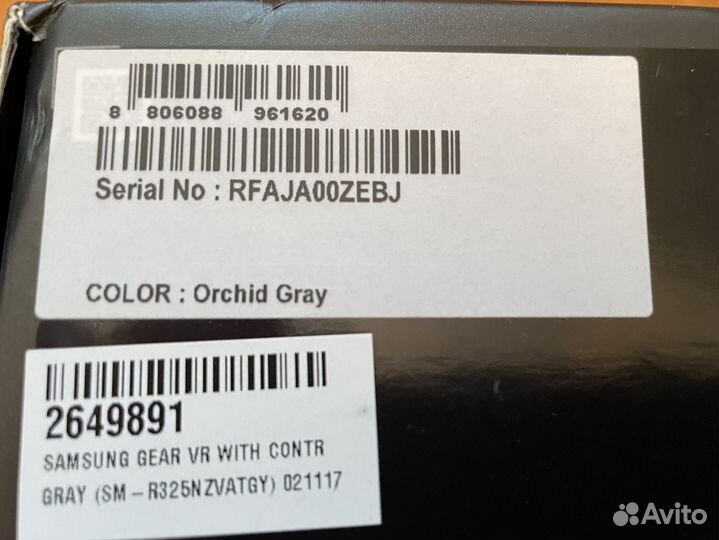 8 806088 961620
Serial No : RFAJA00ZEBJ
COLOR : Orchid Gray
2649891
SAMSUNG GEAR VR WITH CONTR
GRAY (SM-R325NZVATGY) 021117
Avito